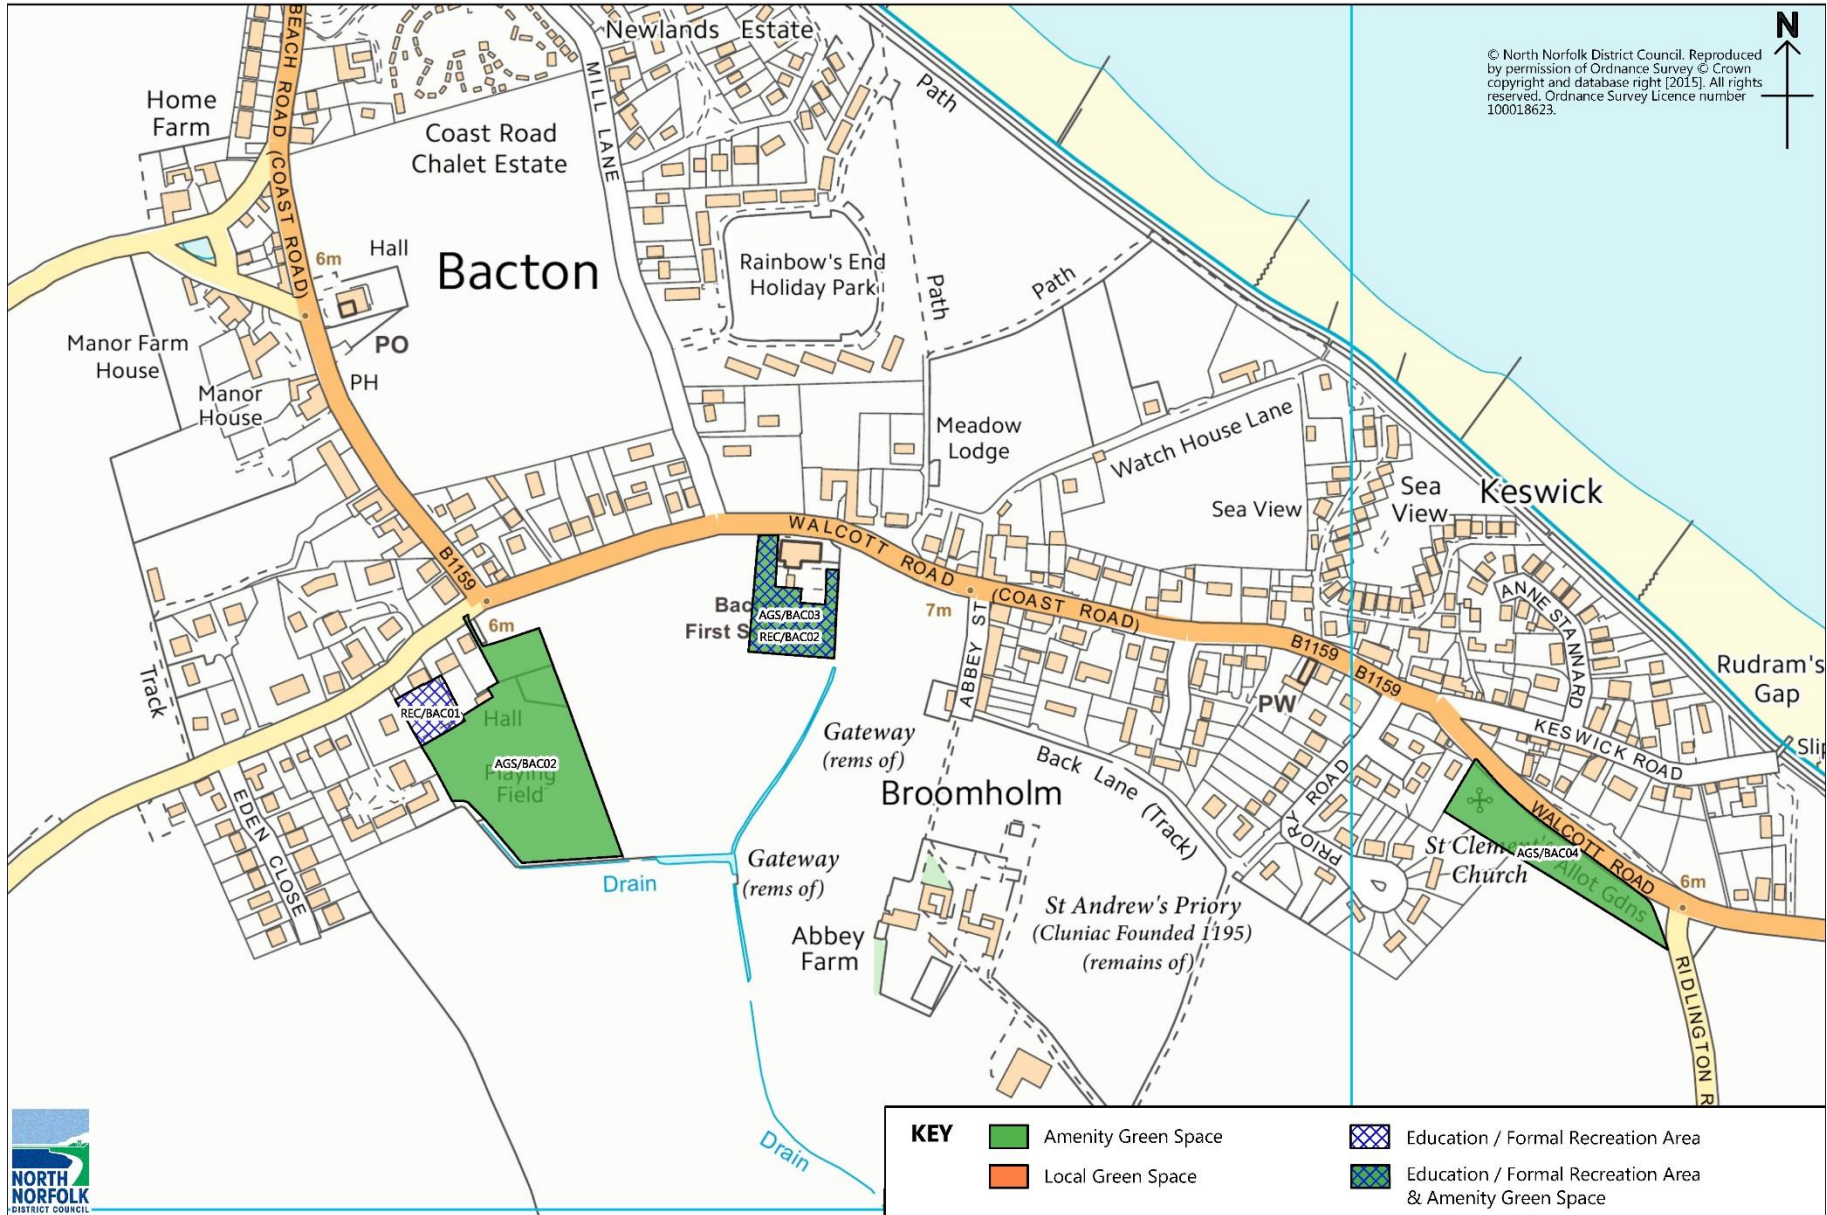 Newlands Estate
N
© North Norfolk District Council. Reproduced
by permission of Ordnance Survey © Crown
copyright and database right [2015]. All rights
reserved. Ordnance Survey Licence number
100018623.
BEACH ROAD (COAST ROAD)
MILL LANE
Path
Home
Farm
Coast Road
Chalet Estate
6m
Hall
Bacton
Rainbow's End
Holiday Park
Path
Path
Manor Farm
House
PO
PH
Manor
House
Meadow
Lodge
Watch House Lane
Sea View
Sea
View
Keswick
B1159
WALCOTT ROAD (COAST ROAD)
Bac
First S
AGS/BAC03
REC/BAC02
6m
7m
ABBEY ST
B1159
B1159
ANNE STANNARD
Rudram's
Gap
Track
REC/BAC01
Hall
AGS/BAC02
Playing
Field
Gateway
(rems of)
PW
KESWICK ROAD
Slip
Back Lane (Track)
Broomholm
PRIORY ROAD
WALCOTT ROAD
EDEN CLOSE
Drain
Gateway
(rems of)
St Clement's
Church
AGS/BAC04
Allot Gdns
6m
Abbey
Farm
St Andrew's Priory
(Cluniac Founded 1195)
(remains of)
RIDLINGTON R
Drain
NORTH
NORFOLK
DISTRICT COUNCIL
KEY
Amenity Green Space
Local Green Space
Education / Formal Recreation Area
Education / Formal Recreation Area
& Amenity Green Space